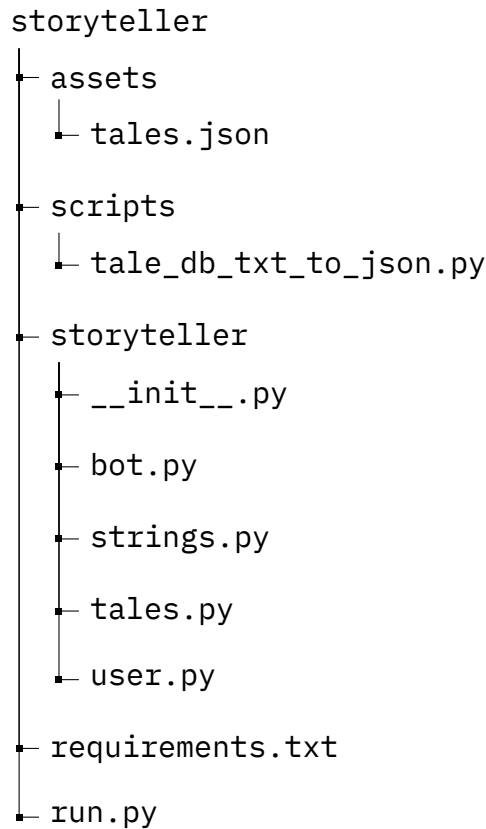 storyteller
assets
tales.json
scripts
tale_db_txt_to_json.py
storyteller
__init__.py
bot.py
strings.py
tales.py
user.py
requirements.txt
run.py